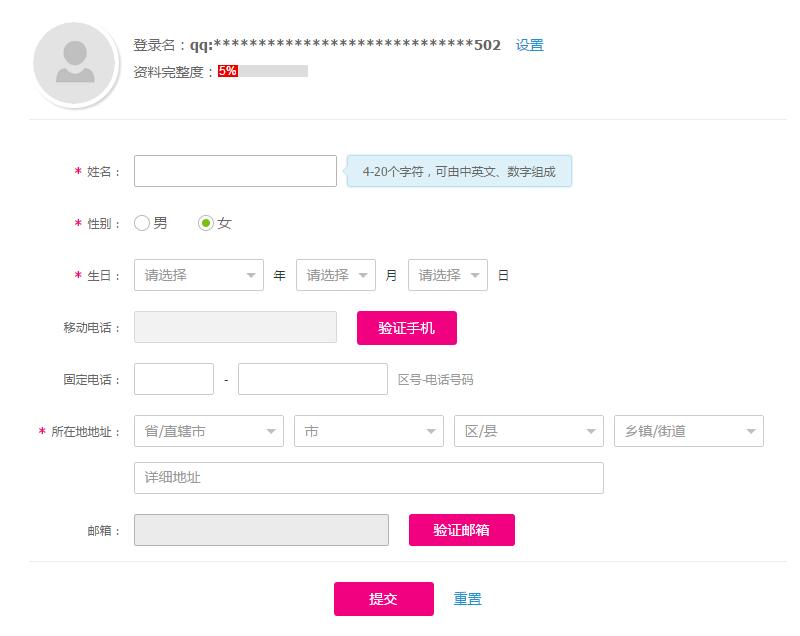 登录名：qq:*****************************502 设置
资料完整度：5%
* 姓名： 4-20个字符，可由中英文、数字组成
* 性别： 男 女
* 生日： 请选择 年 请选择 月 请选择 日
移动电话： 验证手机
固定电话： - 区号-电话号码
* 所在地地址： 省/直辖市 市 区/县 乡镇/街道
详细地址
邮箱： 验证邮箱
提交 重置